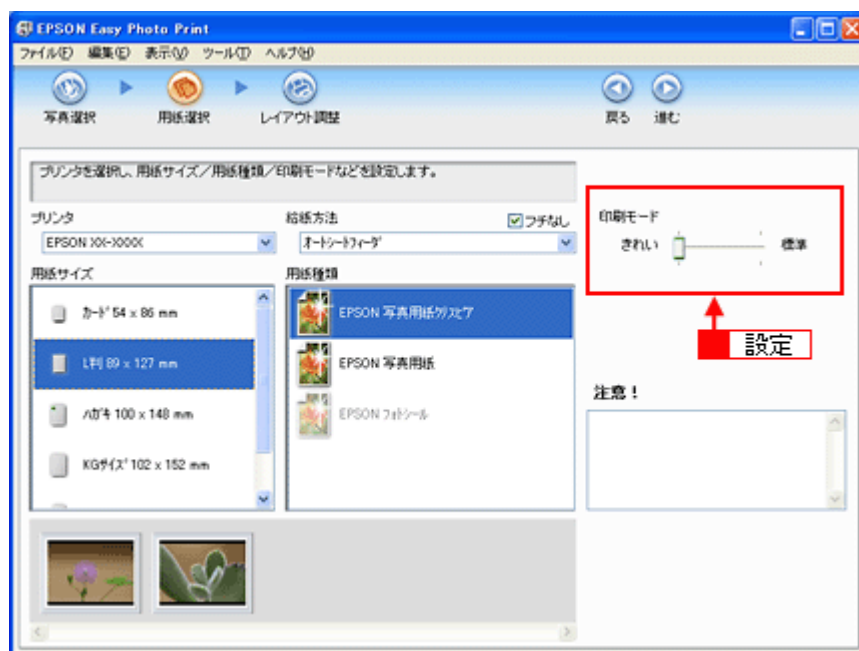 EPSON Easy Photo Print
ファイル(F) 編集(E) 表示(V) ツール(T) ヘルプ(H)
写真選択 用紙選択 レイアウト調整 戻る 進む
プリンタを選択し、用紙サイズ/用紙種類/印刷モードなどを設定します。
プリンタ
EPSON XX-XXXX
給紙方法
フチなし
オートシートフィーダ
印刷モード
きれい 標準
設定
用紙サイズ
カード 54 x 86 mm
L判 89 x 127 mm
ハガキ 100 x 148 mm
KGサイズ 102 x 152 mm
用紙種類
EPSON 写真用紙クリスピア
EPSON 写真用紙
EPSON フォトシール
注意!